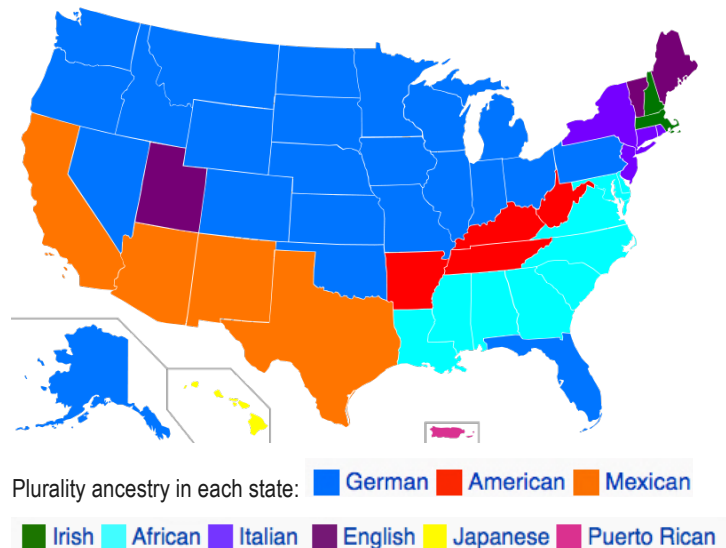 Plurality ancestry in each state: German American Mexican
Irish African Italian English Japanese Puerto Rican